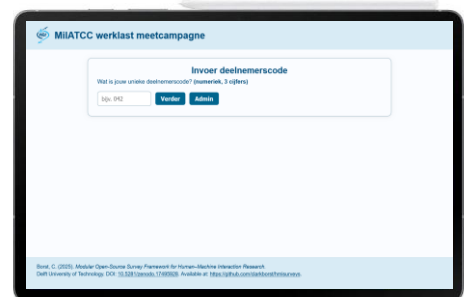 MilATCC werklast meetcampagne
Invoer deelnemerscode
Wat is jouw unieke deelnemerscode? (numeriek, 3 cijfers)
bijv. 042
Verder
Admin
Borst, C. (2025). Modular Open-Source Survey Framework for Human–Machine Interaction Research.
Delft University of Technology. DOI: 10.5281/zenodo.17495928. Available at: https://github.com/clarkborst/hmisurveys.